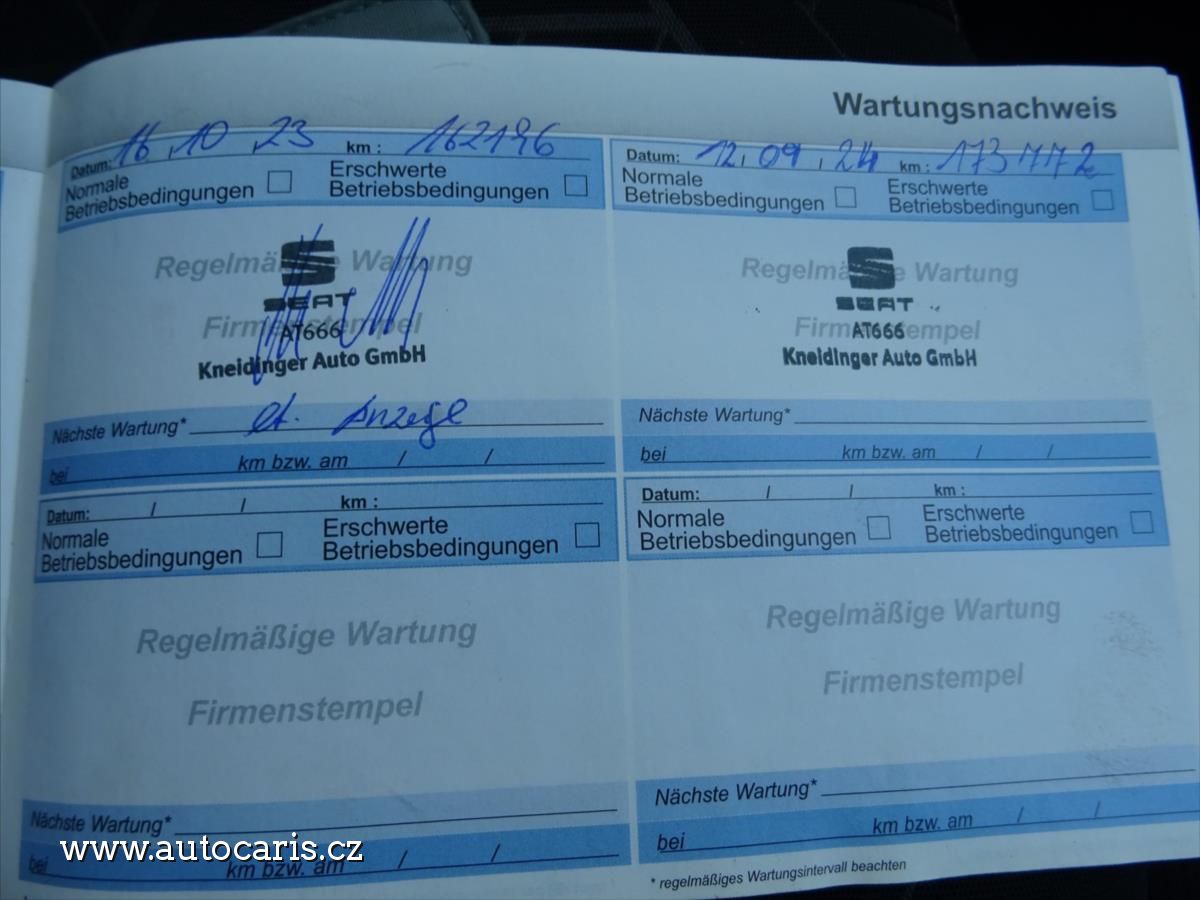 Wartungsnachweis
Datum: 16,10,23 km : 162196
Normale Betriebsbedingungen Erschwerte Betriebsbedingungen
Regelmäßige Wartung
SEAT
Firmenstempel
AT666
Kneidinger Auto GmbH
Nächste Wartung* lt. Anzeige
bei km bzw. am / /
Datum: 12,09,24 km : 173772
Normale Betriebsbedingungen Erschwerte Betriebsbedingungen
Regelmäßige Wartung
SEAT
Firmenstempel
AT666
Kneidinger Auto GmbH
Nächste Wartung*
bei km bzw. am / /
Datum: / / km :
Normale Betriebsbedingungen Erschwerte Betriebsbedingungen
Regelmäßige Wartung
Firmenstempel
Nächste Wartung*
bei km bzw. am / /
Datum: / / km :
Normale Betriebsbedingungen Erschwerte Betriebsbedingungen
Regelmäßige Wartung
Firmenstempel
Nächste Wartung*
bei km bzw. am / /
* regelmäßiges Wartungsintervall beachten
www.autocaris.cz